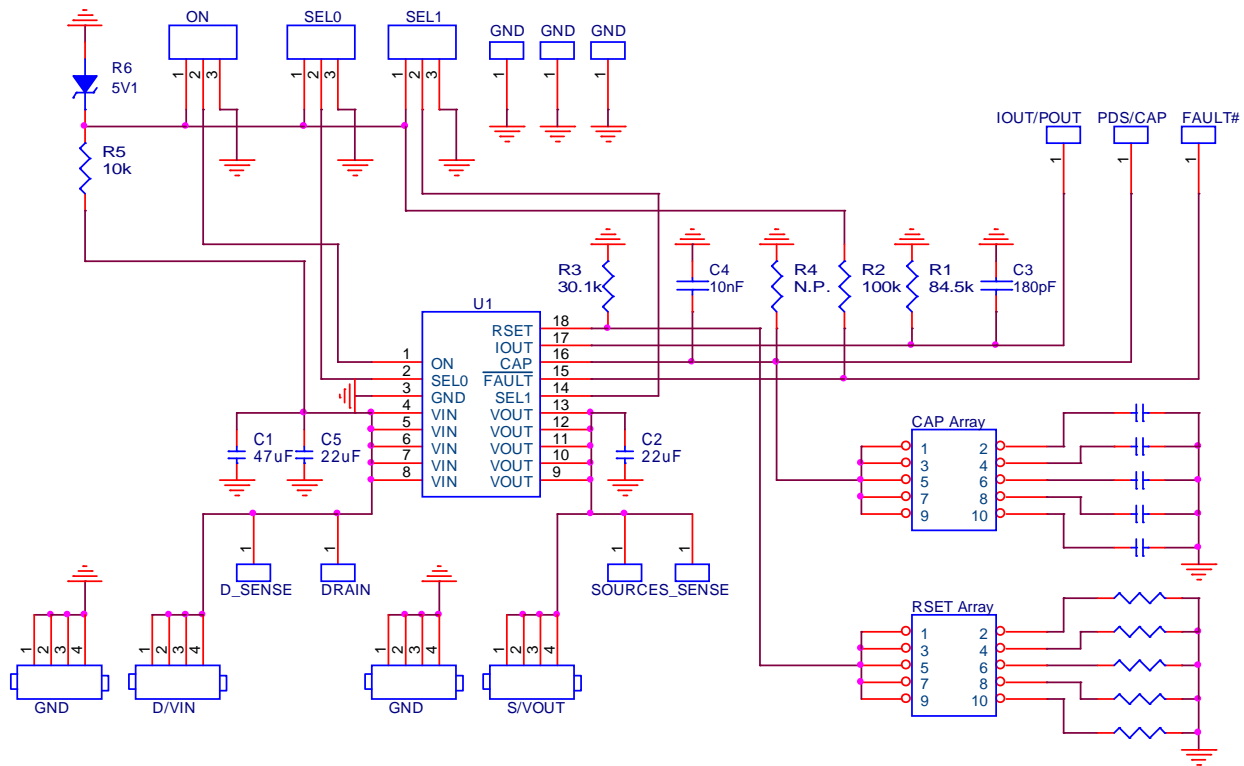 ON
SEL0
SEL1
GND
GND
GND
1 2 3
1 2 3
1 2 3
1
1
1
R6
5V1
R5
10k
IOUT/POUT
PDS/CAP
FAULT#
1
1
1
R3
30.1k
C4
10nF
R4
N.P.
R2
100k
R1
84.5k
C3
180pF
U1
RSET 18
IOUT 17
1 ON
CAP 16
2 SEL0
FAULT 15
3 GND
SEL1 14
4 VIN
VOUT 13
5 VIN
VOUT 12
6 VIN
VOUT 11
7 VIN
VOUT 10
8 VIN
VOUT 9
C1
47uF
C5
22uF
C2
22uF
CAP Array
1 2
3 4
5 6
7 8
9 10
1
D_SENSE
1
DRAIN
1
SOURCE
1
S_SENSE
RSET Array
1 2
3 4
5 6
7 8
9 10
1 2 3 4
GND
1 2 3 4
D/VIN
1 2 3 4
GND
1 2 3 4
S/VOUT